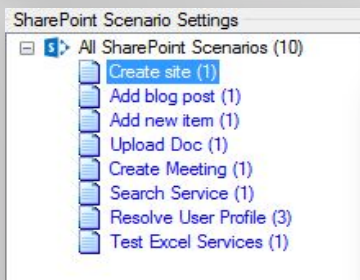 SharePoint Scenario Settings
All SharePoint Scenarios (10)
Create site (1)
Add blog post (1)
Add new item (1)
Upload Doc (1)
Create Meeting (1)
Search Service (1)
Resolve User Profile (3)
Test Excel Services (1)